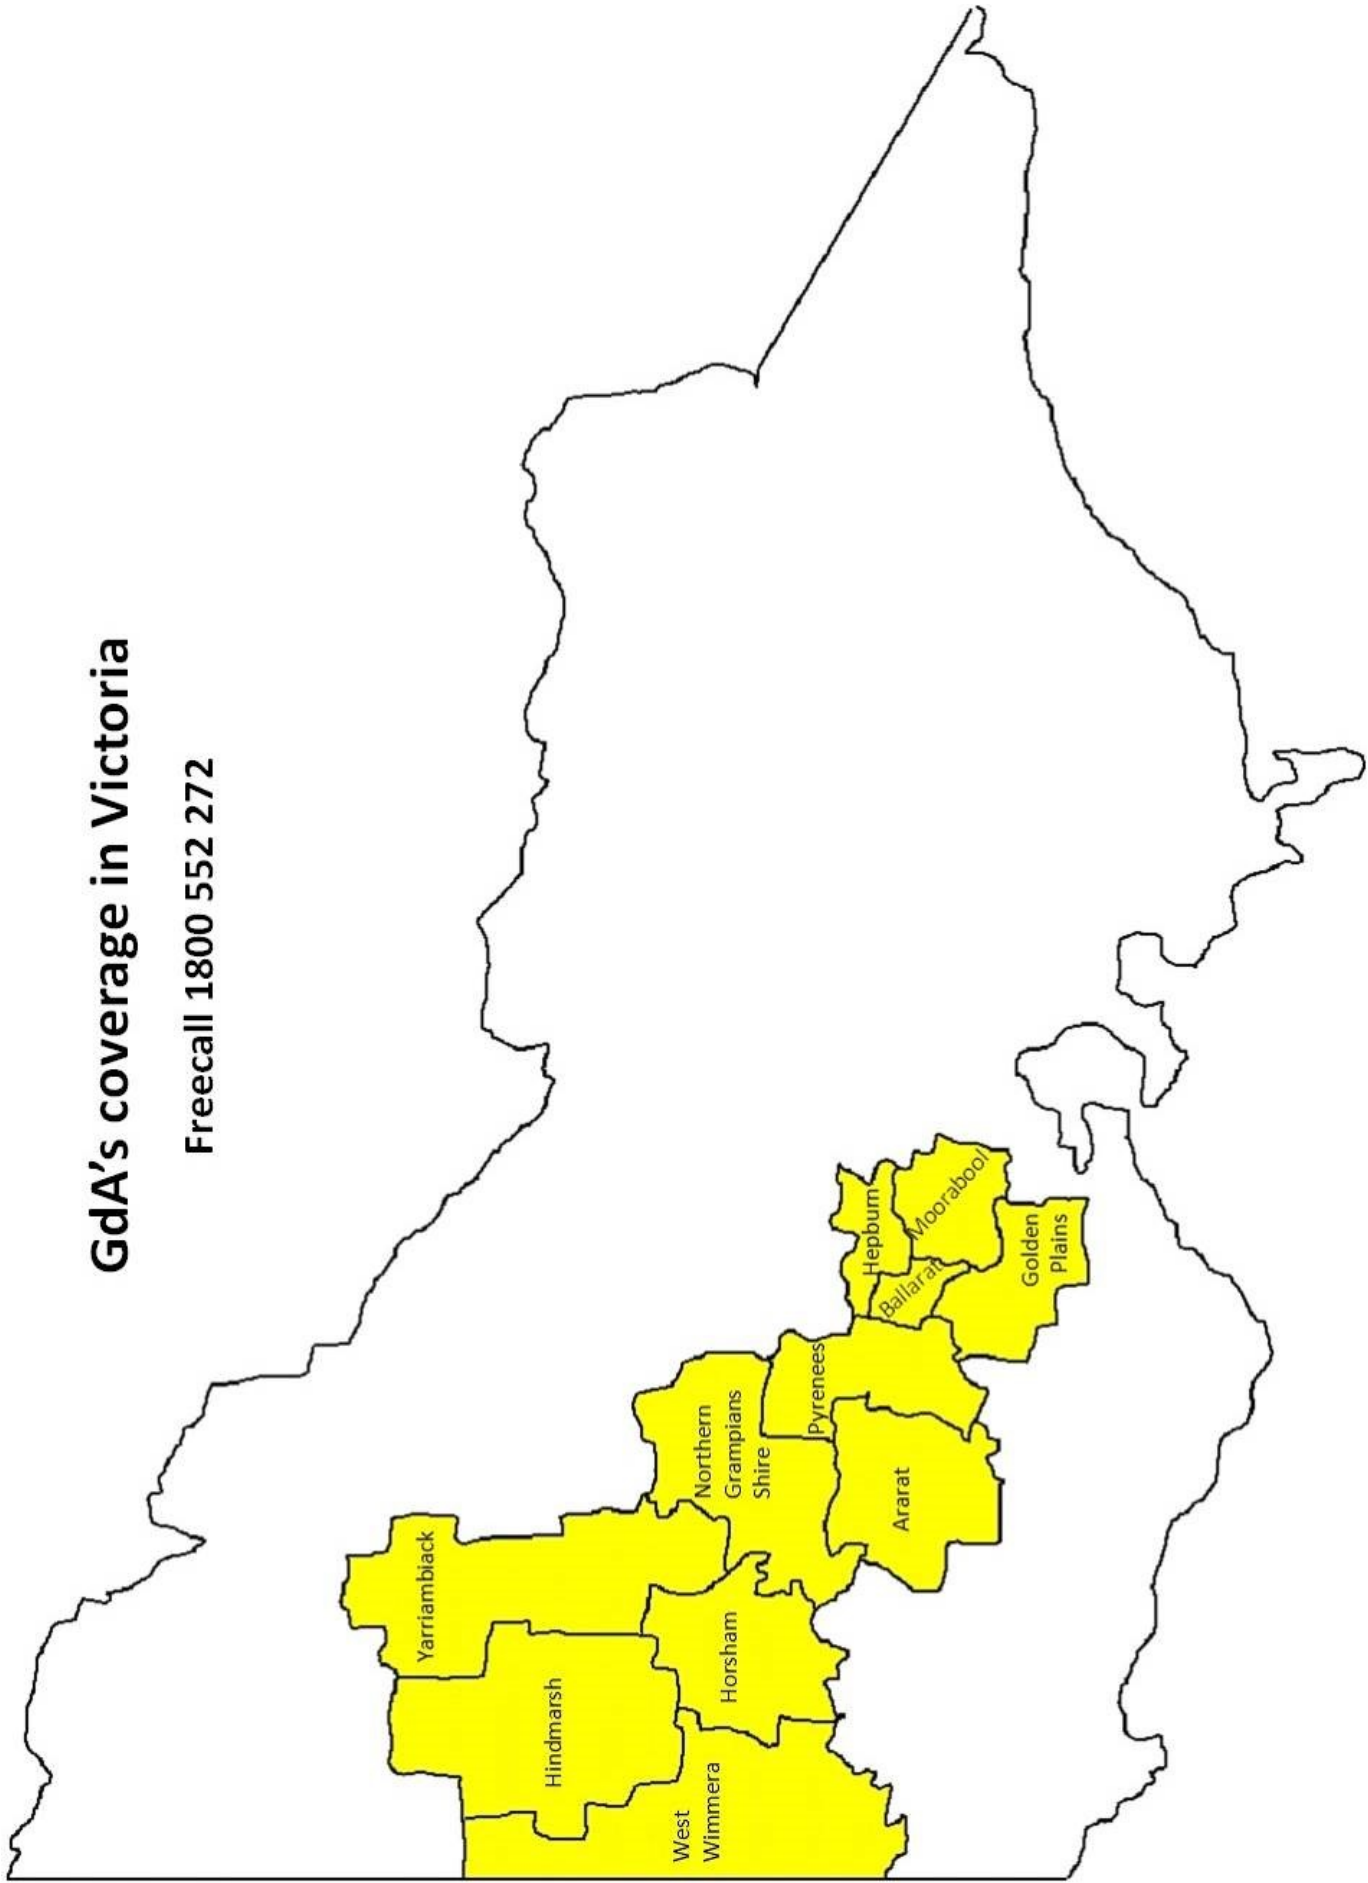 GdA's coverage in Victoria
Freecall 1800 552 272
Yarriambiack
Hindmarsh
West
Wimmera
Horsham
Northern
Grampians
Shire
Pyrenees
Ararat
Hepburn
Ballarat
Moorabool
Golden
Plains